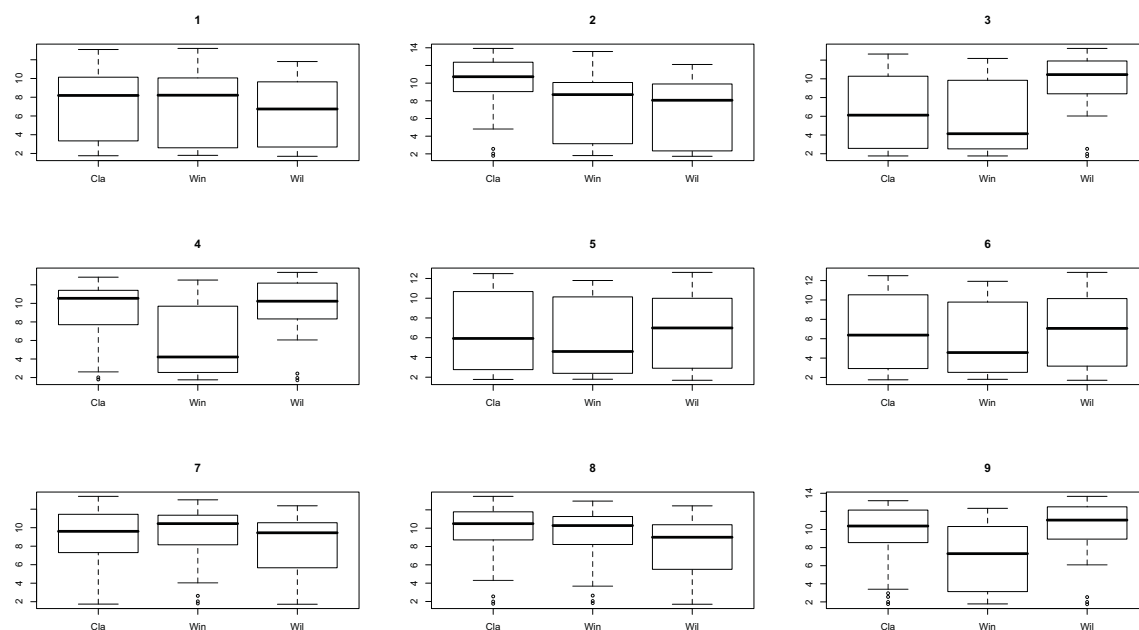 1
2 4 6 8 10
Cla Win Wil
2
2 4 6 8 10 14
Cla Win Wil
3
2 4 6 8 10
Cla Win Wil
4
2 4 6 8 10
Cla Win Wil
5
2 4 6 8 10 12
Cla Win Wil
6
2 4 6 8 10 12
Cla Win Wil
7
2 4 6 8 10
Cla Win Wil
8
2 4 6 8 10
Cla Win Wil
9
2 4 6 8 10 14
Cla Win Wil